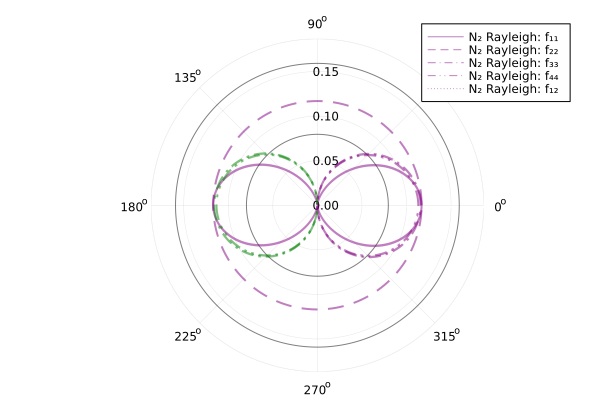 90°
N₂ Rayleigh: f₁₁
N₂ Rayleigh: f₂₂
N₂ Rayleigh: f₃₃
N₂ Rayleigh: f₄₄
N₂ Rayleigh: f₁₂
135°
0.15
0.10
0.05
180°
0.00
0°
225°
315°
270°